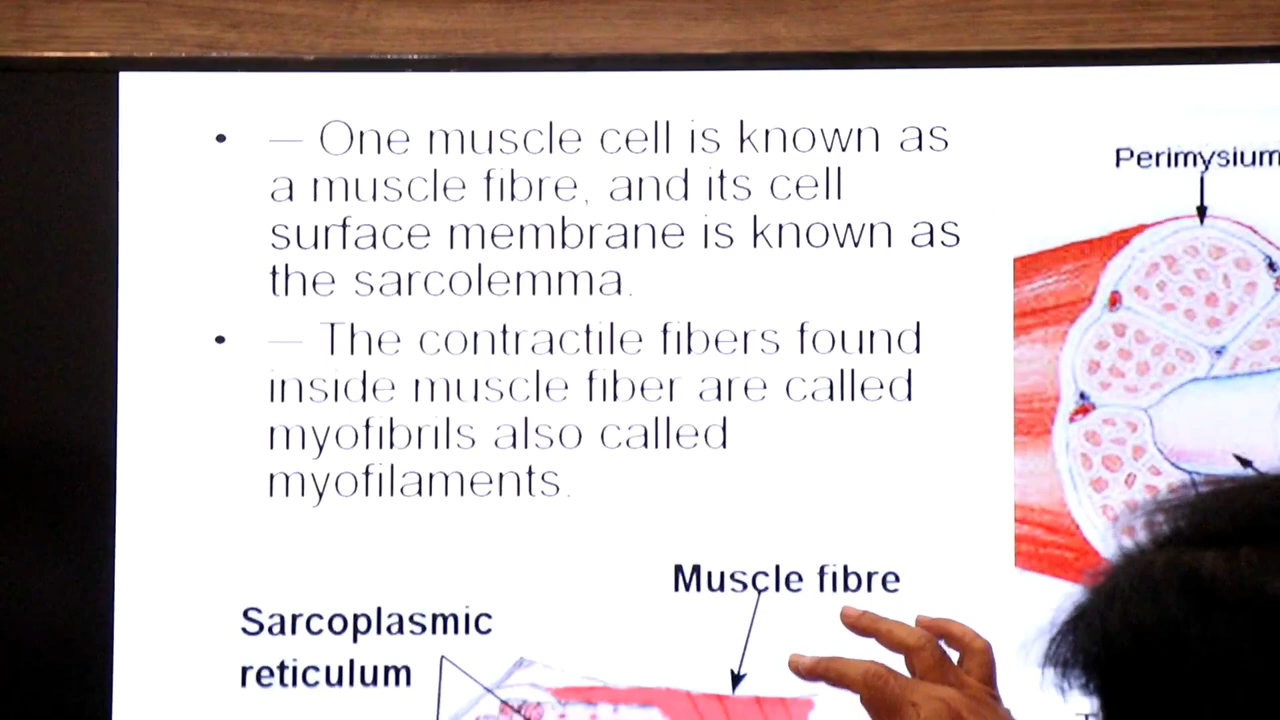 • — One muscle cell is known as
a muscle fibre, and its cell
surface membrane is known as
the sarcolemma.
• — The contractile fibers found
inside muscle fiber are called
myofibrils also called
myofilaments.
Perimysium
Muscle fibre
Sarcoplasmic
reticulum